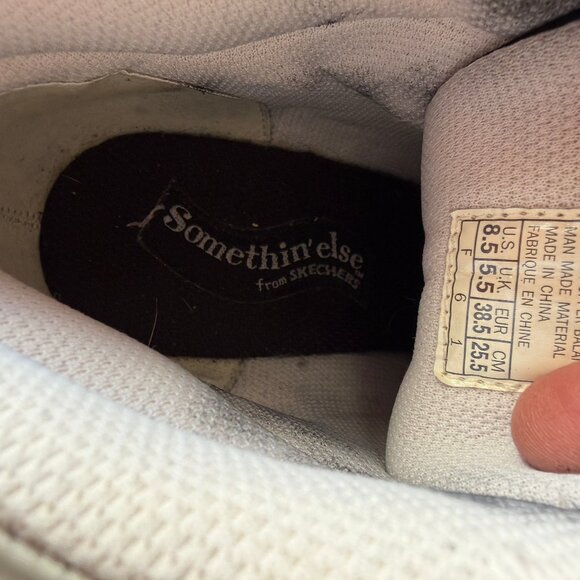 Somethin'else
from SKECHERS
MAN MADE MATERIAL
MADE IN CHINA
FABRIQUE EN CHINE
U.S. U.K. EUR CM
8.5 5.5 38.5 25.5
F 6 1